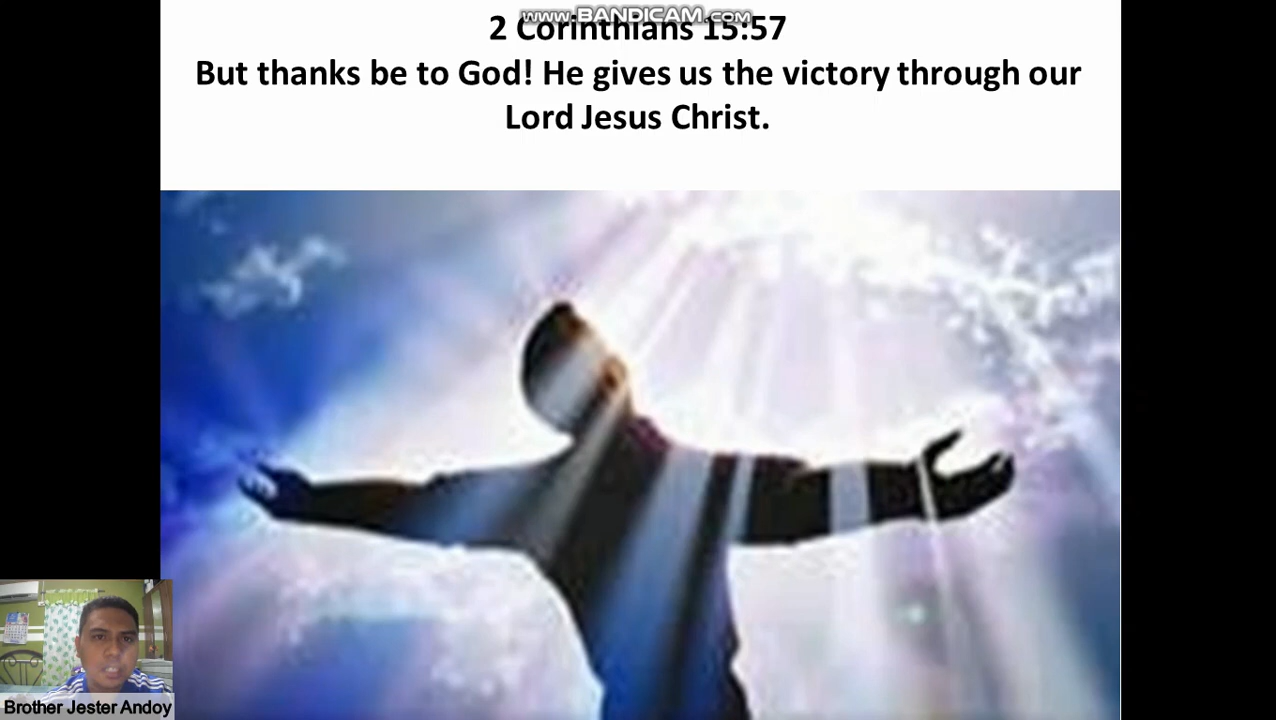 www.BANDICAM.com
2 Corinthians 15:57
But thanks be to God! He gives us the victory through our
Lord Jesus Christ.
Brother Jester Andoy